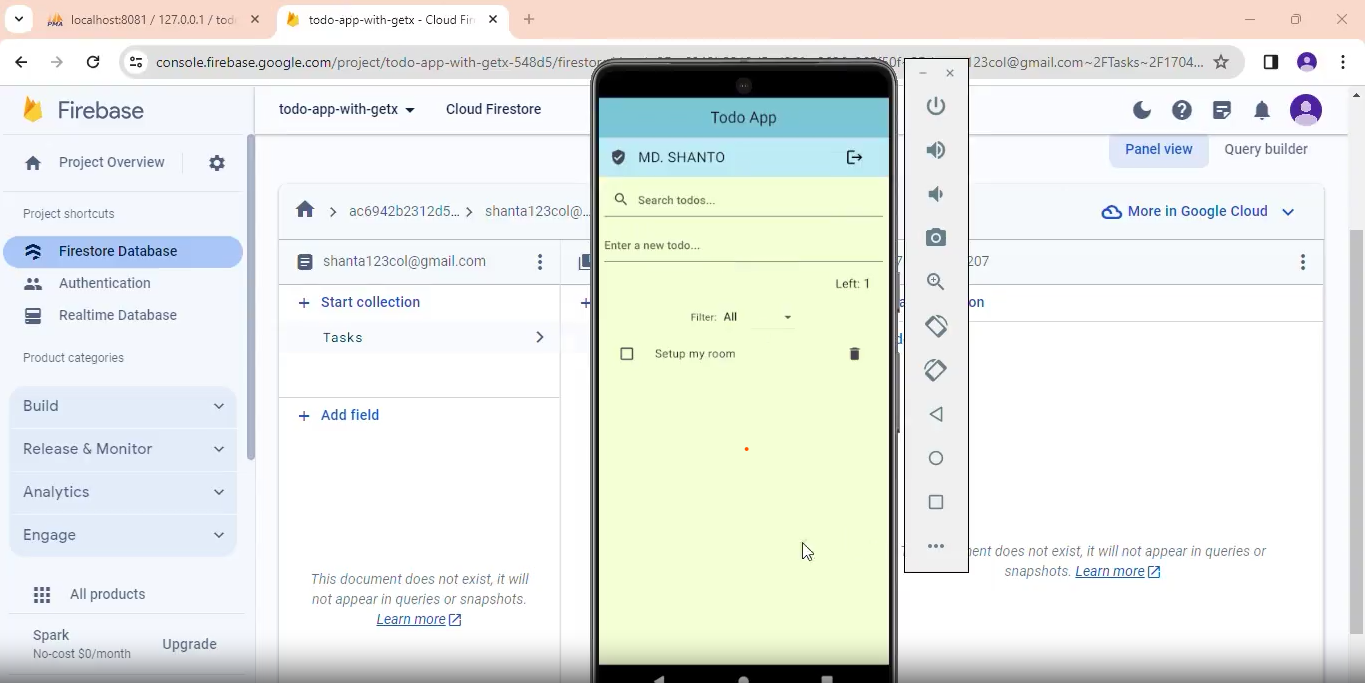 localhost:8081 / 127.0.0.1 / tod
todo-app-with-getx - Cloud Fire
console.firebase.google.com/project/todo-app-with-getx-548d5/firestor
23col@gmail.com~2FTasks~2F1704...
Firebase
todo-app-with-getx
Cloud Firestore
Project Overview
Project shortcuts
Firestore Database
Authentication
Realtime Database
Product categories
Build
Release & Monitor
Analytics
Engage
All products
Spark
No-cost $0/month
Upgrade
Panel view
Query builder
ac6942b2312d5...
shanta123col@...
More in Google Cloud
shanta123col@gmail.com
+ Start collection
Tasks
+ Add field
This document does not exist, it will
not appear in queries or snapshots.
Learn more
Todo App
MD. SHANTO
Search todos...
Enter a new todo...
Left: 1
Filter: All
Setup my room
207
on
ent does not exist, it will not appear in queries or
snapshots. Learn more